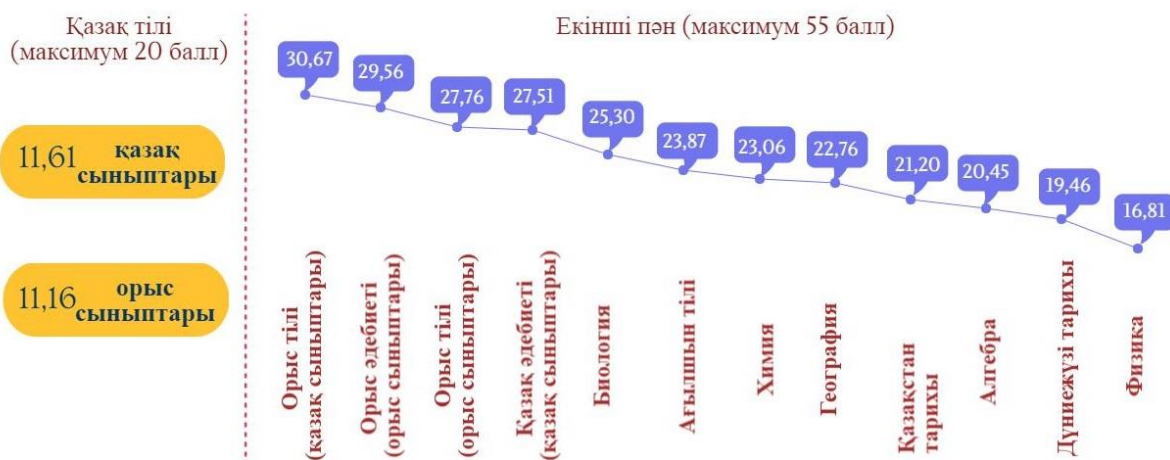 Қазақ тілі
(максимум 20 балл)
11,61 қазақ
сыныптары
11,16 орыс
сыныптары
Екінші пән (максимум 55 балл)
30,67
29,56
27,76
27,51
25,30
23,87
23,06
22,76
21,20
20,45
19,46
16,81
Орыс тілі
(қазақ сыныптары)
Орыс әдебиеті
(орыс сыныптары)
Орыс тілі
(орыс сыныптары)
Қазақ әдебиеті
(қазақ сыныптары)
Биология
Ағылшын тілі
Химия
География
Қазақстан
тарихы
Алгебра
Дүниежүзі тарихы
Физика